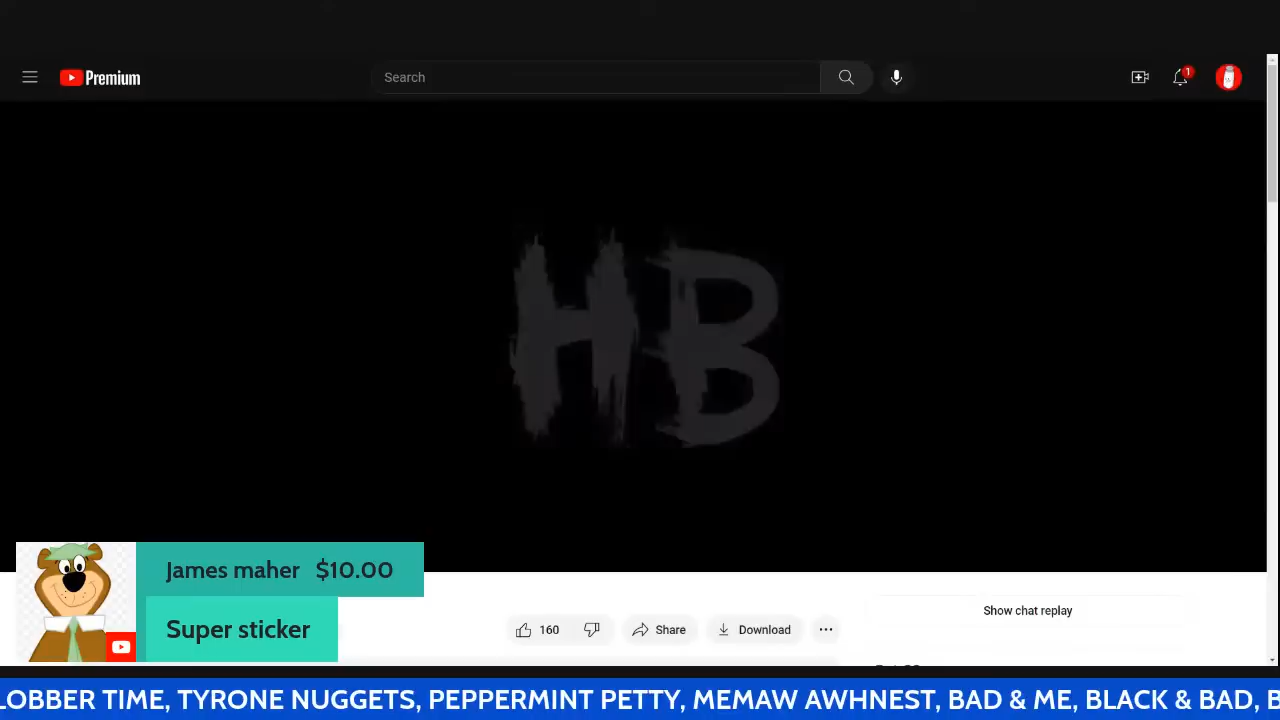 Premium
Search
1
HB
James maher $10.00
Super sticker
160
Share
Download
Show chat replay
LOBBER TIME, TYRONE NUGGETS, PEPPERMINT PETTY, MEMAW AWHNEST, BAD & ME, BLACK & BAD, B